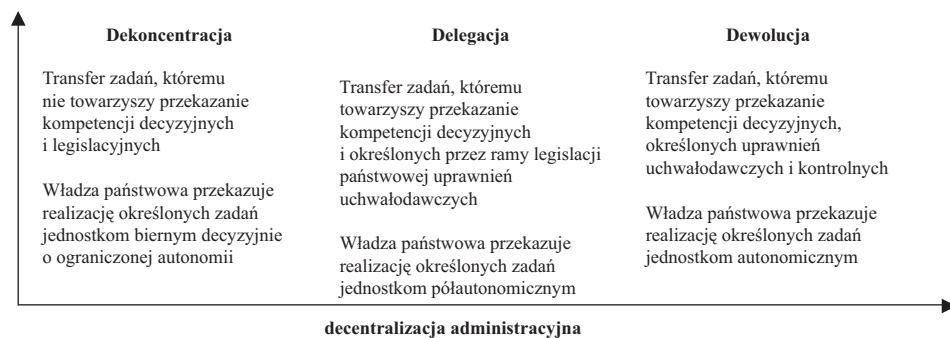 Dekoncentracja
Transfer zadań, któremu
nie towarzyszy przekazanie
kompetencji decyzyjnych
i legislacyjnych
Władza państwowa przekazuje
realizację określonych zadań
jednostkom biernym decyzyjnie
o ograniczonej autonomii
Delegacja
Transfer zadań, któremu
towarzyszy przekazanie
kompetencji decyzyjnych
i określonych przez ramy legislacji
państwowej uprawnień
uchwałodawczych
Władza państwowa przekazuje
realizację określonych zadań
jednostkom półautonomicznym
Dewolucja
Transfer zadań, któremu
towarzyszy przekazanie
kompetencji decyzyjnych,
określonych uprawnień
uchwałodawczych i kontrolnych
Władza państwowa przekazuje
realizację określonych zadań
jednostkom autonomicznym
decentralizacja administracyjna